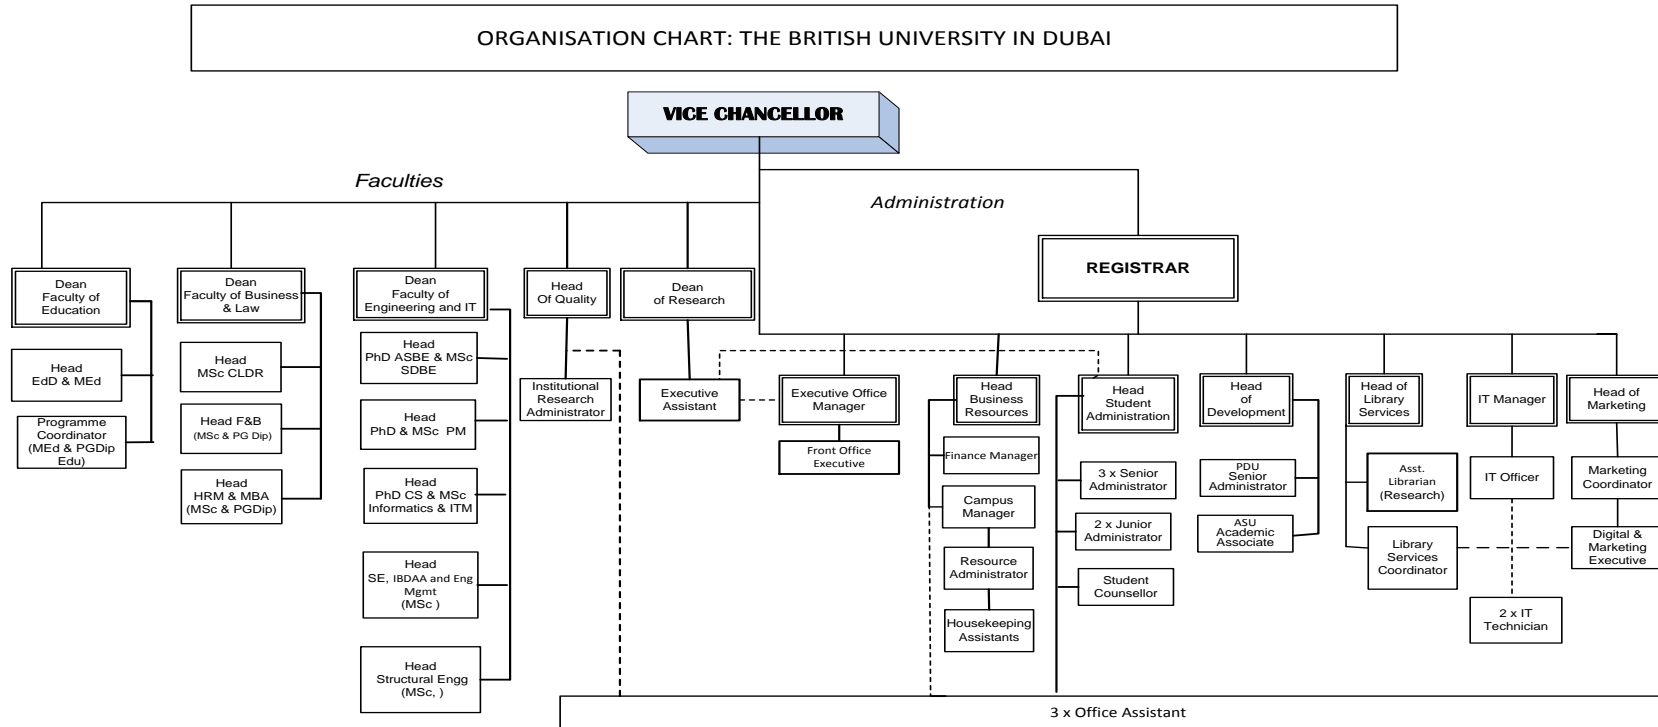 ORGANISATION CHART: THE BRITISH UNIVERSITY IN DUBAI
VICE CHANCELLOR
Faculties
Administration
REGISTRAR
Dean
Faculty of
Education
Dean
Faculty of Business
& Law
Dean
Faculty of
Engineering and IT
Head
Of Quality
Dean
of Research
Head
EdD & MEd
Programme
Coordinator
(MEd & PGDip
Edu)
Head
MSc CLDR
Head F&B
(MSc & PG Dip)
Head
HRM & MBA
(MSc & PGDip)
Head
PhD ASBE & MSc
SDBE
Head
PhD & MSc PM
Head
PhD CS & MSc
Informatics & ITM
Head
SE, IBDAA and Eng
Mgmt
(MSc )
Head
Structural Engg
(MSc, )
Institutional
Research
Administrator
Executive
Assistant
Executive Office
Manager
Front Office
Executive
Head
Business
Resources
Finance Manager
Campus
Manager
Resource
Administrator
Housekeeping
Assistants
Head
Student
Administration
3 x Senior
Administrator
2 x Junior
Administrator
Student
Counsellor
Head
of
Development
PDU
Senior
Administrator
ASU
Academic
Associate
Head of
Library
Services
Asst.
Librarian
(Research)
Library
Services
Coordinator
IT Manager
IT Officer
2 x IT
Technician
Head of
Marketing
Marketing
Coordinator
Digital &
Marketing
Executive
3 x Office Assistant